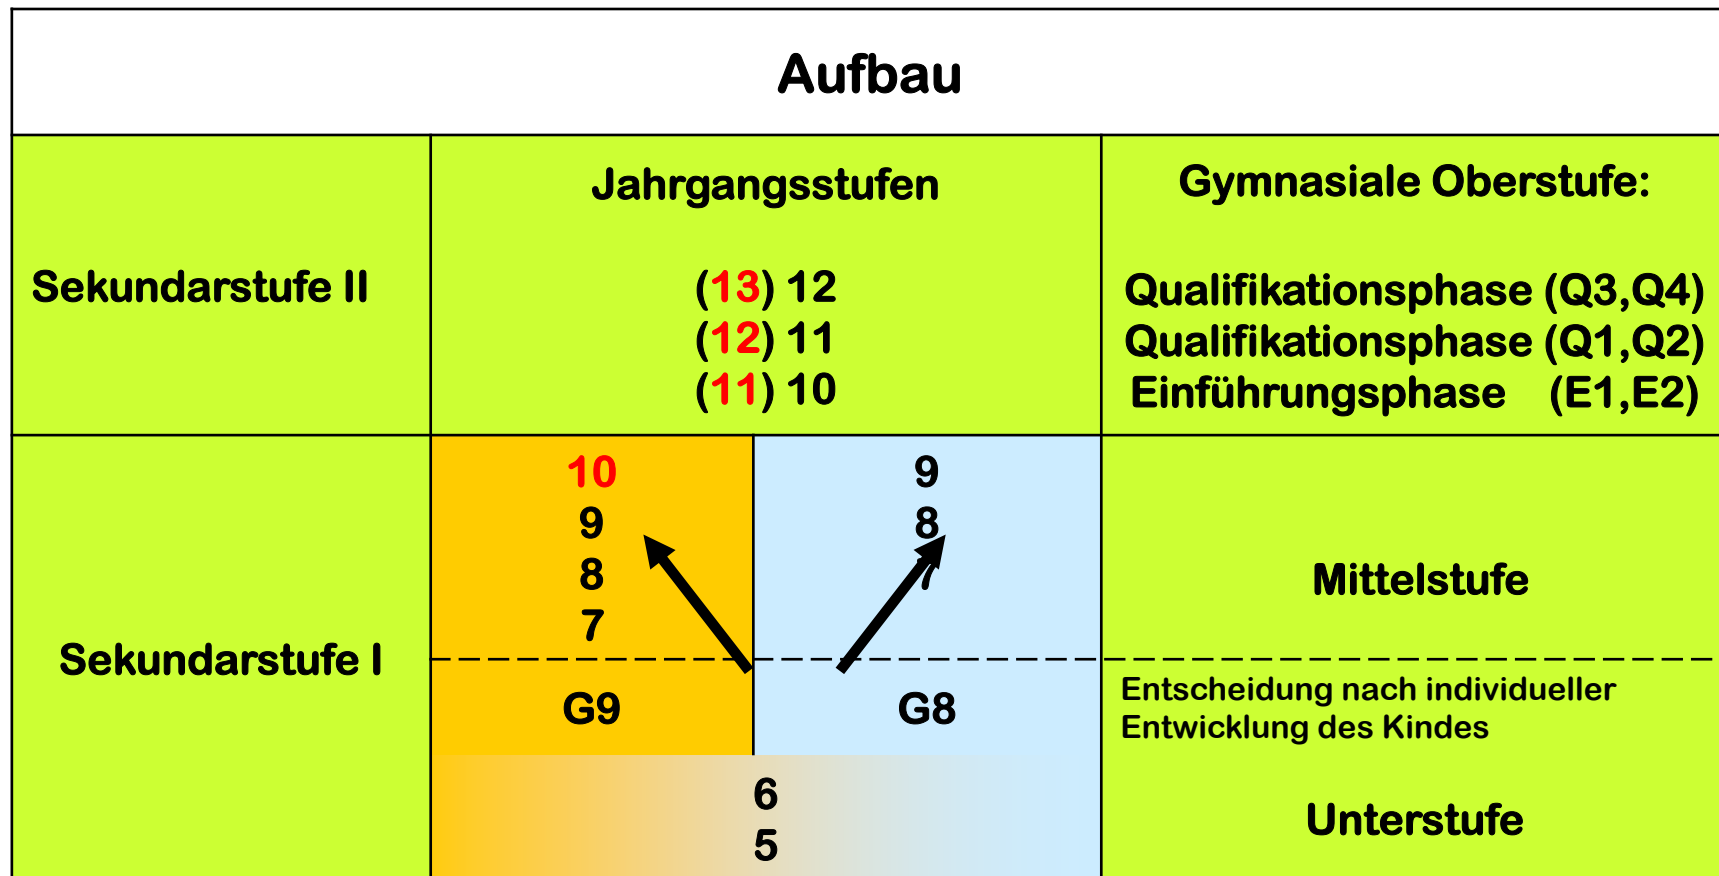 Aufbau
Sekundarstufe II
Jahrgangsstufen
(13) 12
(12) 11
(11) 10
Gymnasiale Oberstufe:
Qualifikationsphase (Q3,Q4)
Qualifikationsphase (Q1,Q2)
Einführungsphase (E1,E2)
Sekundarstufe I
10
9
8
7
G9
9
8
7
G8
6
5
Mittelstufe
Entscheidung nach individueller
Entwicklung des Kindes
Unterstufe